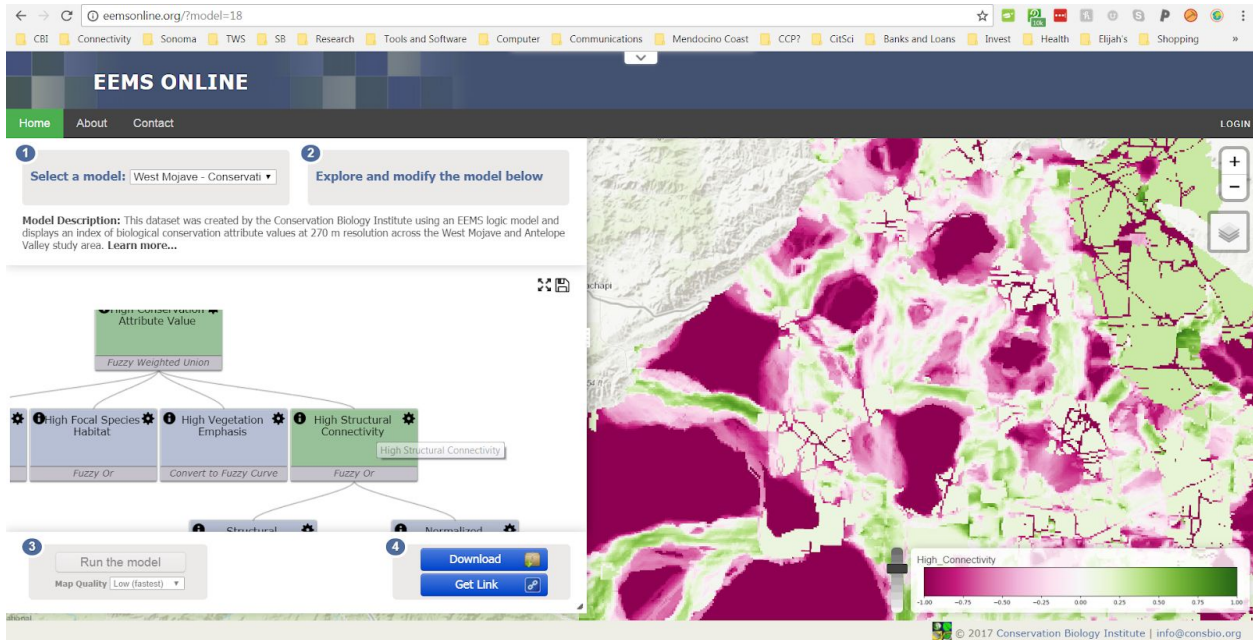 eemsonline.org/?model=18
10k
CBI Connectivity Sonoma TWS SB Research Tools and Software Computer Communications Mendocino Coast CCP? CitSci Banks and Loans Invest Health Elijah's Shopping »
EEMS ONLINE
Home About Contact LOGIN
1 2
Select a model: West Mojave - Conservati Explore and modify the model below
Model Description: This dataset was created by the Conservation Biology Institute using an EEMS logic model and
displays an index of biological conservation attribute values at 270 m resolution across the West Mojave and Antelope
Valley study area. Learn more...
High Conservation
Attribute Value
Fuzzy Weighted Union
High Focal Species
Habitat
Fuzzy Or
High Vegetation
Emphasis
Convert to Fuzzy Curve
High Structural
Connectivity
Fuzzy Or
High Structural Connectivity
Structural
Normalized
3
Run the model
Map Quality Low (fastest)
4
Download
Get Link
+
−
High_Connectivity
-1.00 -0.75 -0.50 -0.25 0.00 0.25 0.50 0.75 1.00
© 2017 Conservation Biology Institute | info@consbio.org